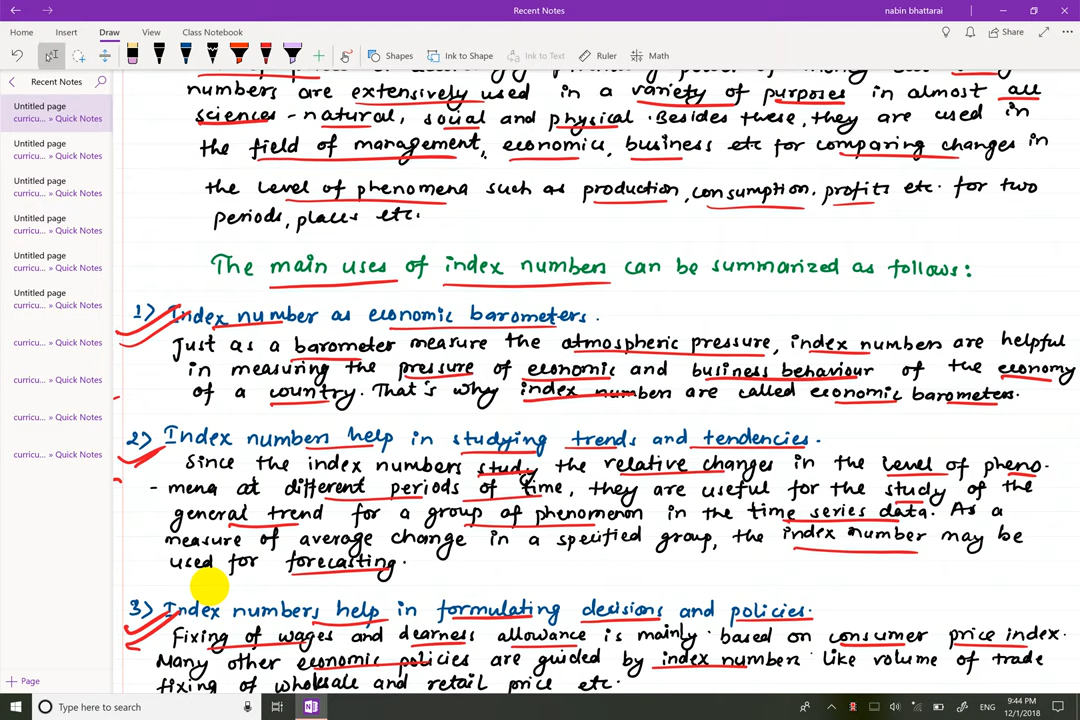 Recent Notes
nabin bhattarai
Home Insert Draw View Class Notebook
Share
Shapes Ink to Shape Ink to Text Ruler Math
Recent Notes
Untitled page
curricu... » Quick Notes
Untitled page
curricu... » Quick Notes
Untitled page
curricu... » Quick Notes
Untitled page
curricu... » Quick Notes
Untitled page
curricu... » Quick Notes
Untitled page
curricu... » Quick Notes
curricu... » Quick Notes
curricu... » Quick Notes
curricu... » Quick Notes
curricu... » Quick Notes
+ Page
numbers are extensively used in a variety of purposes in almost all
sciences - natural, social and physical. Besides these, they are used in
the field of management, economics, business etc for comparing changes in
the level of phenomena such as production, consumption, profits etc. for two
periods, places etc.
The main uses of index numbers can be summarized as follows:
1) Index number as economic barometers.
Just as a barometer measure the atmospheric pressure, index numbers are helpful
in measuring the pressure of economic and business behaviour of the economy
of a country. That's why index numbers are called economic barometers.
2) Index numbers help in studying trends and tendencies.
Since the index numbers study the relative changes in the level of pheno-
- mena at different periods of time, they are useful for the study of the
general trend for a group of phenomenon in the time series data. As a
measure of average change in a specified group, the index number may be
used for forecasting.
3) Index numbers help in formulating decisions and policies.
Fixing of wages and dearness allowance is mainly based on consumer price index.
Many other economic policies are guided by index number like volume of trade
fixing of wholesale and retail price etc.
Type here to search
ENG
9:44 PM
12/1/2018